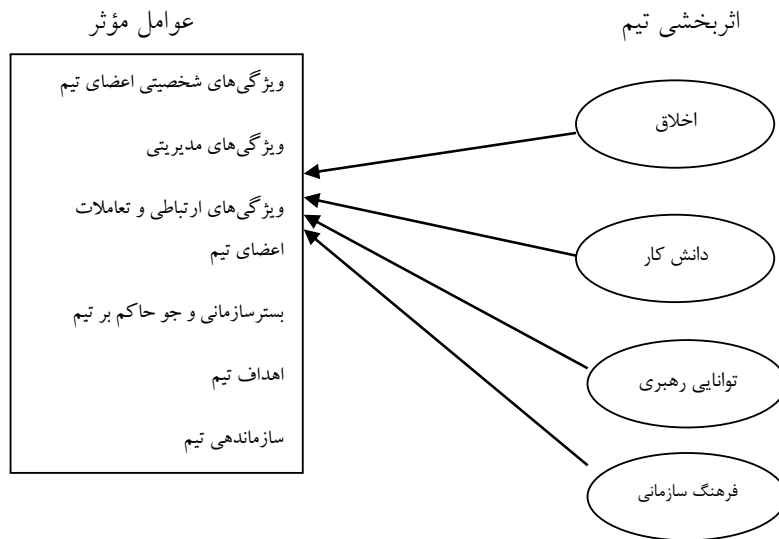 اثربخشی تیم
عوامل مؤثر
اخلاق
دانش کار
توانایی رهبری
فرهنگ سازمانی
ویژگی‌های شخصیتی اعضای تیم
ویژگی‌های مدیریتی
ویژگی‌های ارتباطی و تعاملات
اعضای تیم
بسترسازمانی و جو حاکم بر تیم
اهداف تیم
سازماندهی تیم